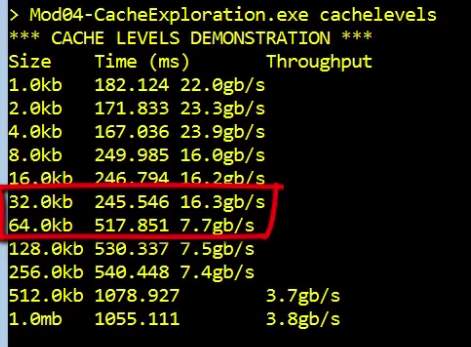 > Mod04-CacheExploration.exe cachelevels
*** CACHE LEVELS DEMONSTRATION ***
Size Time (ms) Throughput
1.0kb 182.124 22.0gb/s
2.0kb 171.833 23.3gb/s
4.0kb 167.036 23.9gb/s
8.0kb 249.985 16.0gb/s
16.0kb 246.794 16.2gb/s
32.0kb 245.546 16.3gb/s
64.0kb 517.851 7.7gb/s
128.0kb 530.337 7.5gb/s
256.0kb 540.448 7.4gb/s
512.0kb 1078.927 3.7gb/s
1.0mb 1055.111 3.8gb/s